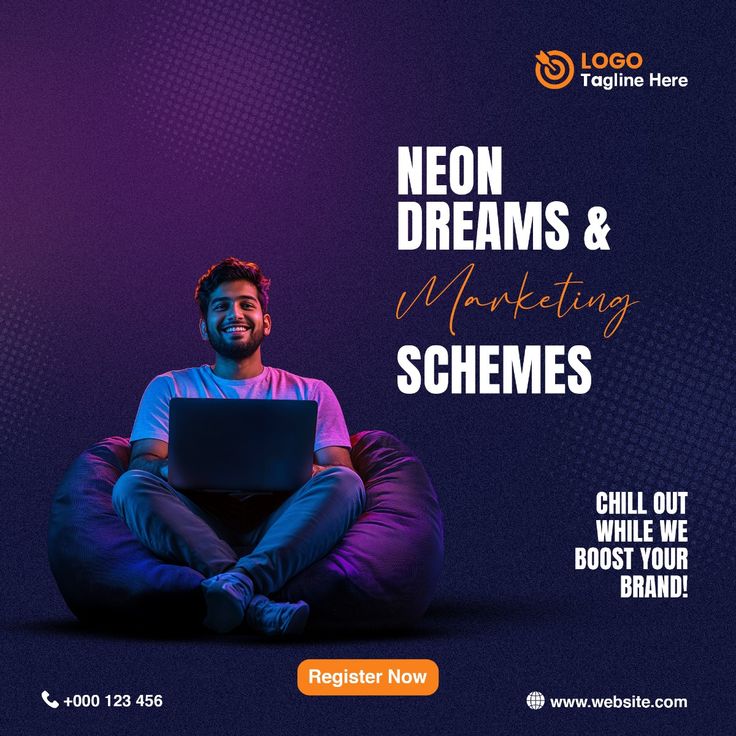 LOGO
Tagline Here
NEON
DREAMS &
Marketing
SCHEMES
CHILL OUT
WHILE WE
BOOST YOUR
BRAND!
Register Now
+000 123 456
www.website.com